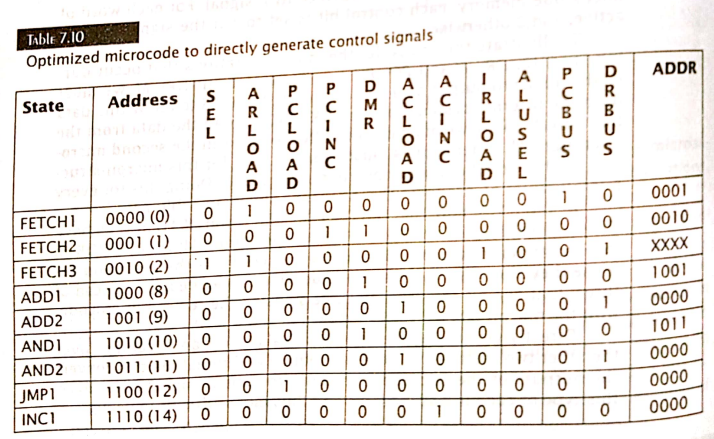 TABLE 7.10
Optimized microcode to directly generate control signals
State Address SEL ARLOAD PCLOAD PCINC DMR ACLOAD ACINC IRLOAD ALUSEL PCBUS DRBUS ADDR
FETCH1 0000 (0) 0 1 0 0 0 0 0 0 0 1 0 0001
FETCH2 0001 (1) 0 0 0 1 1 0 0 0 0 0 0 0010
FETCH3 0010 (2) 1 1 0 0 0 0 0 1 0 0 1 XXXX
ADD1 1000 (8) 0 0 0 0 1 0 0 0 0 0 0 1001
ADD2 1001 (9) 0 0 0 0 0 1 0 0 0 0 1 0000
AND1 1010 (10) 0 0 0 0 1 0 0 0 0 0 0 1011
AND2 1011 (11) 0 0 0 0 0 1 0 0 1 0 1 0000
JMP1 1100 (12) 0 0 1 0 0 0 0 0 0 0 1 0000
INC1 1110 (14) 0 0 0 0 0 0 1 0 0 0 0 0000